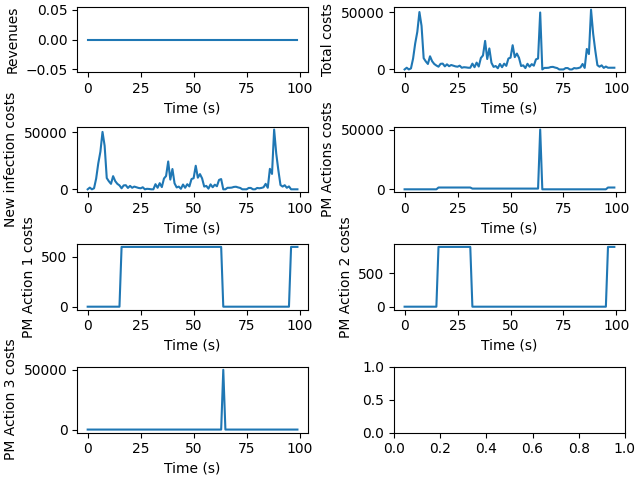 Revenues
0.05
0.00
−0.05
0 25 50 75 100
Time (s)
Total costs
50000
0
0 25 50 75 100
Time (s)
New infection costs
50000
0
0 25 50 75 100
Time (s)
PM Actions costs
50000
0
0 25 50 75 100
Time (s)
PM Action 1 costs
500
0
0 25 50 75 100
Time (s)
PM Action 2 costs
500
0
0 25 50 75 100
Time (s)
PM Action 3 costs
50000
0
0 25 50 75 100
Time (s)
1.0
0.5
0.0
0.0 0.2 0.4 0.6 0.8 1.0